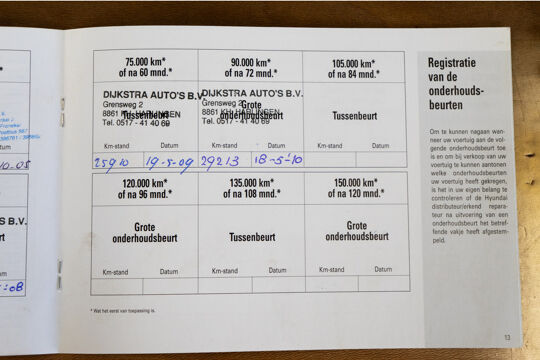 75.000 km*
of na 60 mnd.*
90.000 km*
of na 72 mnd.*
105.000 km*
of na 84 mnd.*
DIJKSTRA AUTO'S B.V.
Grensweg 2
8861 KH HARLINGEN
Tel. 0517 - 41 40 69
Tussenbeurt
DIJKSTRA AUTO'S B.V.
Grensweg 2
8861 KH HARLINGEN
Tel. 0517 - 41 40 69
Grote
onderhoudsbeurt
Tussenbeurt
Km-stand Datum
25910 19-5-09 29213 18-5-10
120.000 km*
of na 96 mnd.*
135.000 km*
of na 108 mnd.*
150.000 km*
of na 120 mnd.*
Grote
onderhoudsbeurt
Tussenbeurt
Grote
onderhoudsbeurt
Km-stand Datum Km-stand Datum Km-stand Datum
* Wat het eerst van toepassing is.
Registratie
van de
onderhouds-
beurten
Om te kunnen nagaan wan-
neer uw voertuig aan de vol-
gende onderhoudsbeurt toe
is en om bij verkoop van uw
voertuig te kunnen aantonen
welke onderhoudsbeurten
uw voertuig heeft gekregen,
is het in uw eigen belang te
controleren of de Hyundai
distributeur/erkend repara-
teur na uitvoering van een
onderhoudsbeurt het betref-
fende vakje heeft afgestem-
peld.
13
S B.V.